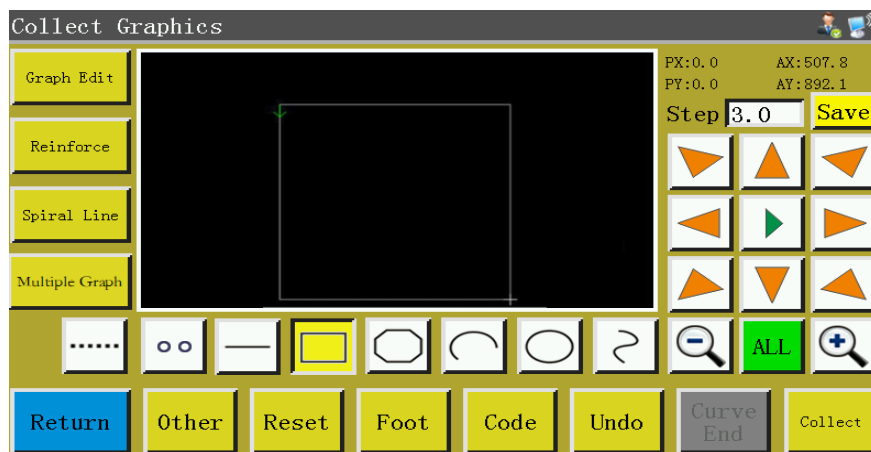 Collect Graphics
Graph Edit
Reinforce
Spiral Line
Multiple Graph
PX:0.0 AX:507.8
PY:0.0 AY:892.1
Step 3.0 Save
ALL
Return Other Reset Foot Code Undo Curve End Collect